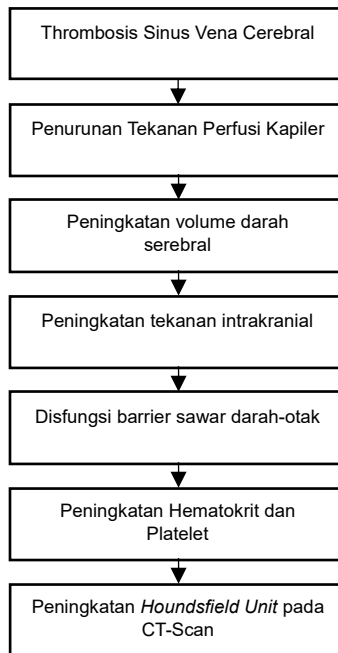 Thrombosis Sinus Vena Cerebral
Penurunan Tekanan Perfusi Kapiler
Peningkatan volume darah
serebral
Peningkatan tekanan intrakranial
Disfungsi barrier sawar darah-otak
Peningkatan Hematokrit dan
Platelet
Peningkatan Houndsfield Unit pada
CT-Scan